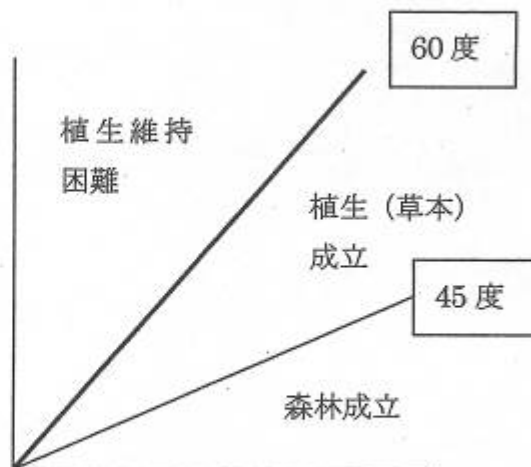 60度
植生維持
困難
植生（草本）
成立
45度
森林成立